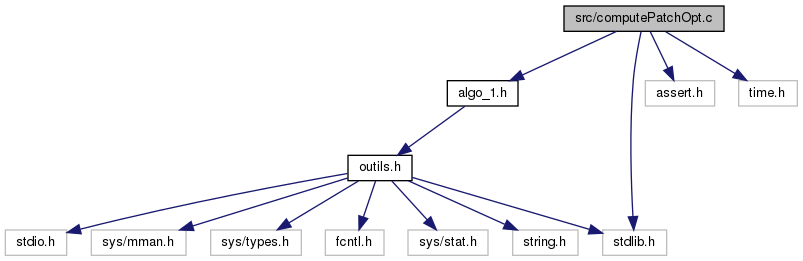 src/computePatchOpt.c
algo_1.h
assert.h
time.h
outils.h
stdio.h
sys/mman.h
sys/types.h
fcntl.h
sys/stat.h
string.h
stdlib.h